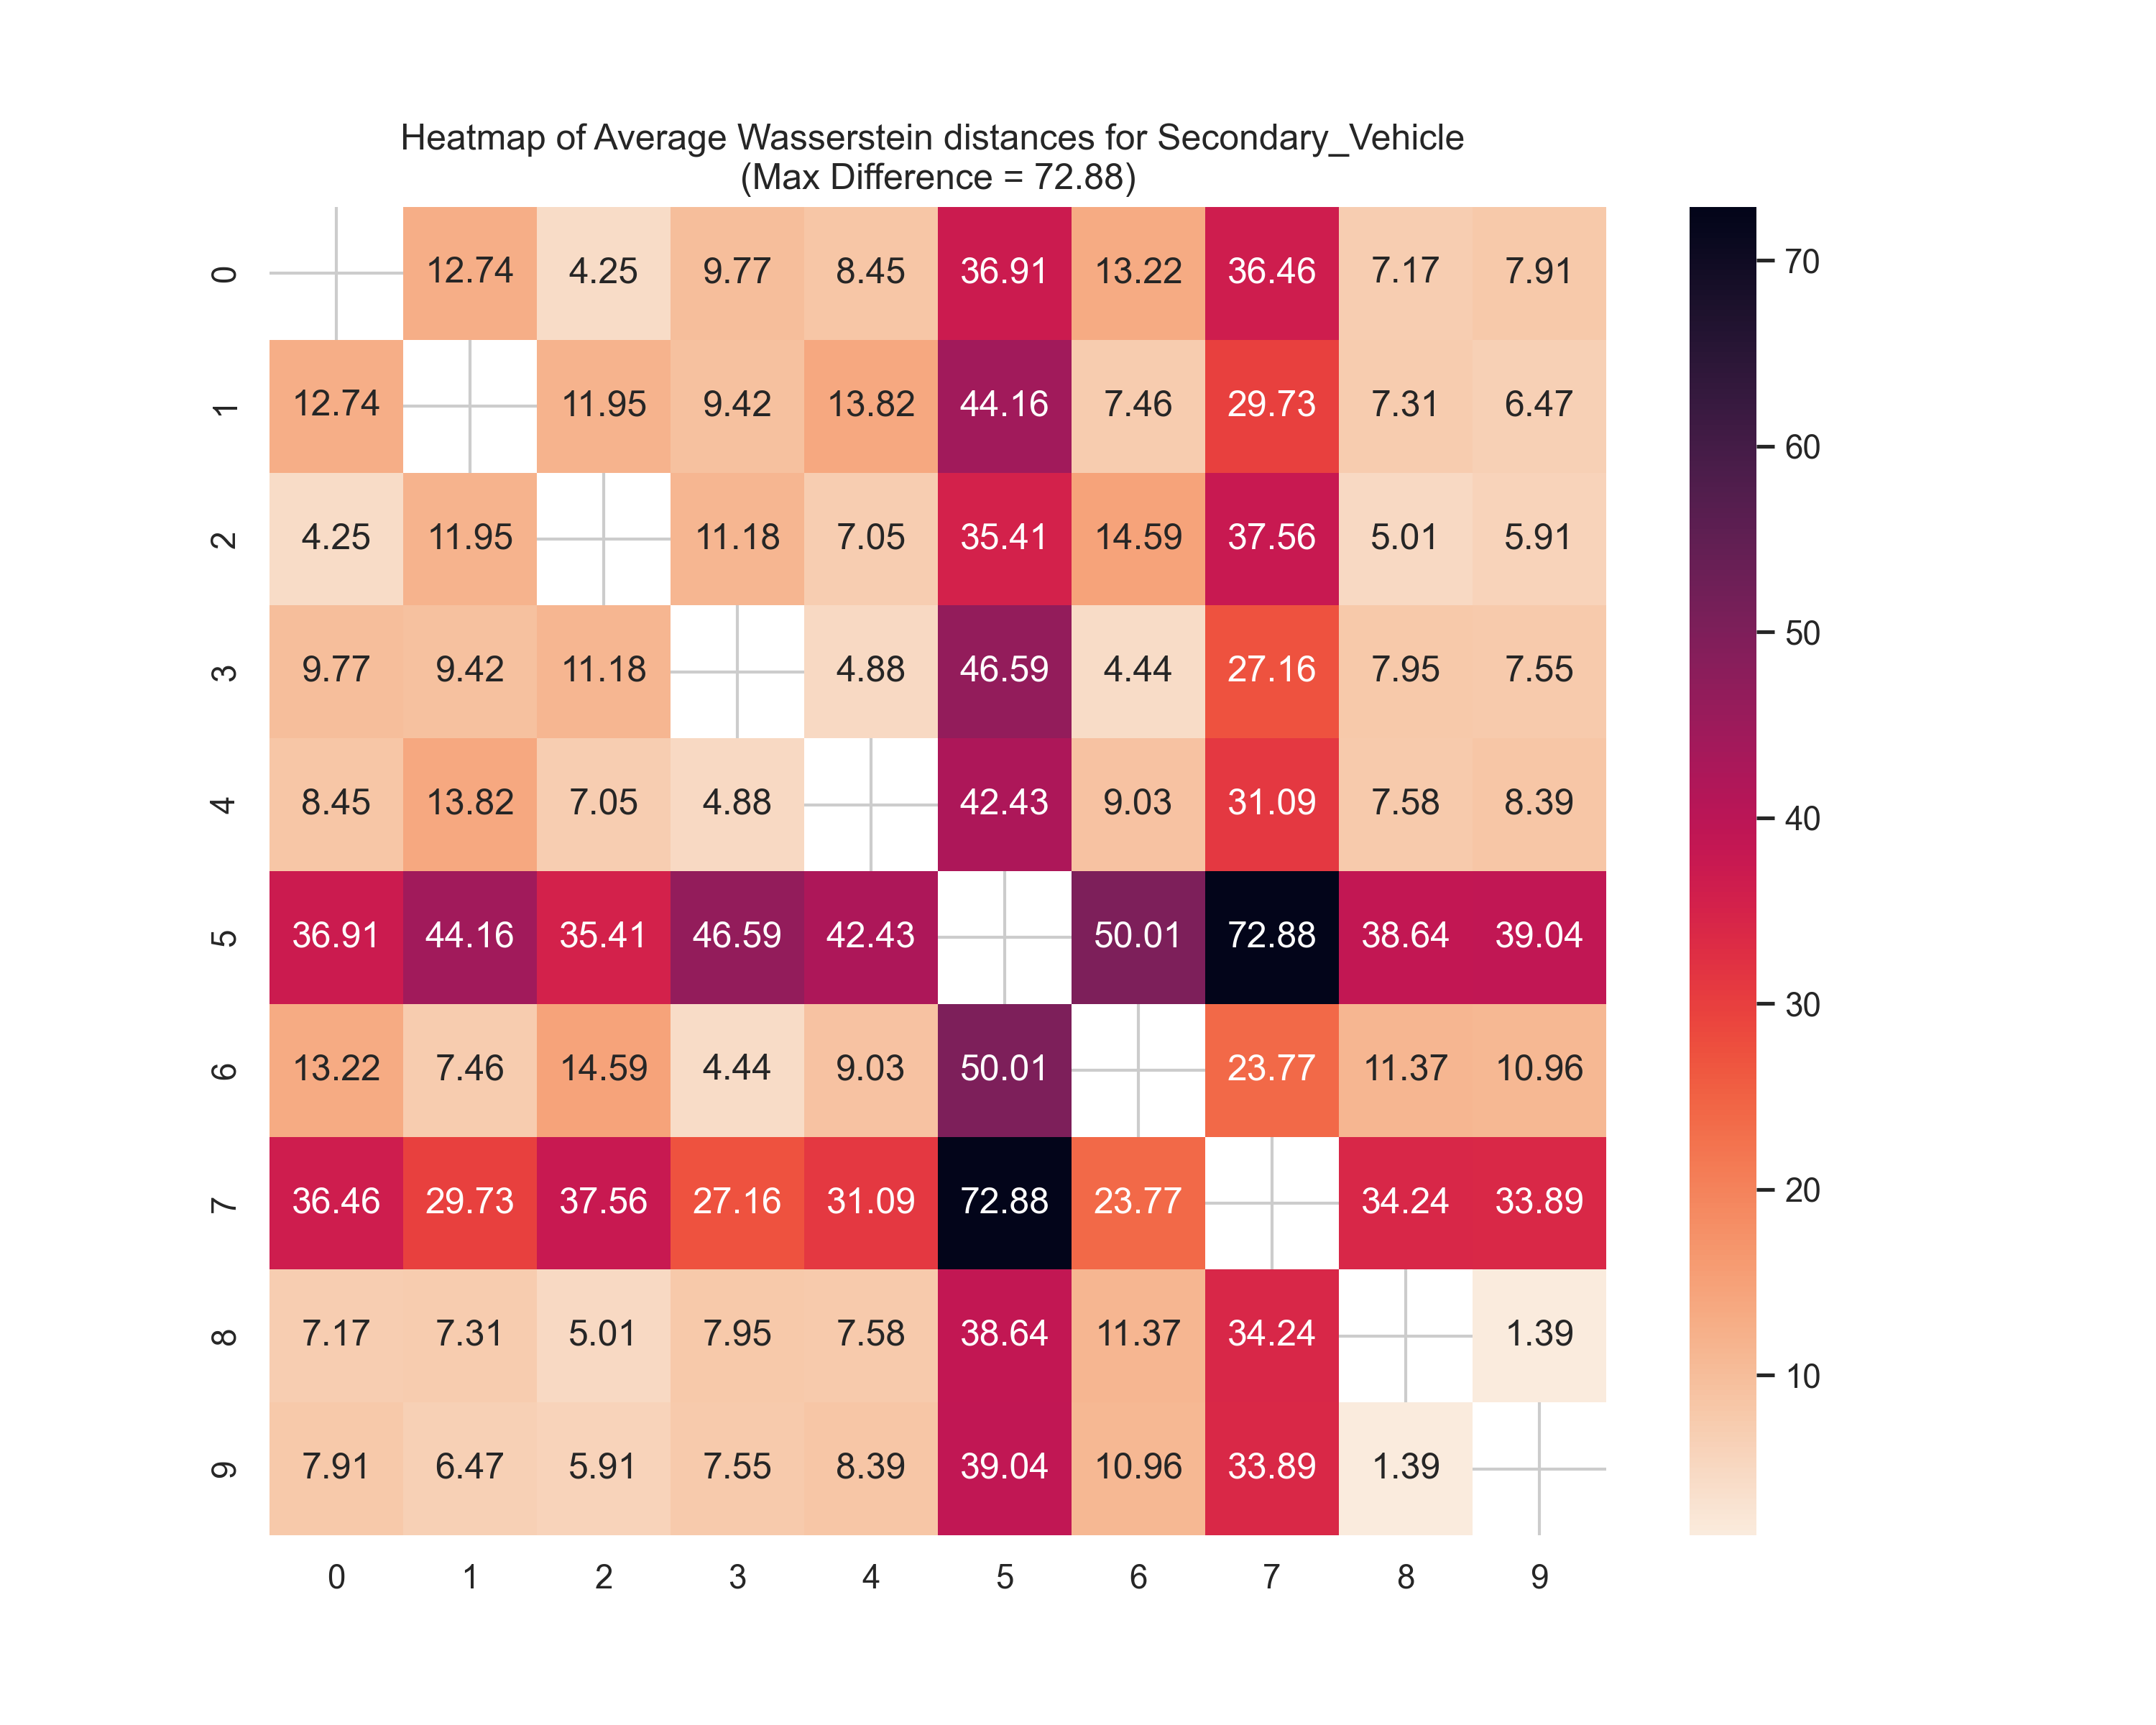 Heatmap of Average Wasserstein distances for Secondary_Vehicle
(Max Difference = 72.88)
0 12.74 4.25 9.77 8.45 36.91 13.22 36.46 7.17 7.91
1 12.74 11.95 9.42 13.82 44.16 7.46 29.73 7.31 6.47
2 4.25 11.95 11.18 7.05 35.41 14.59 37.56 5.01 5.91
3 9.77 9.42 11.18 4.88 46.59 4.44 27.16 7.95 7.55
4 8.45 13.82 7.05 4.88 42.43 9.03 31.09 7.58 8.39
5 36.91 44.16 35.41 46.59 42.43 50.01 72.88 38.64 39.04
6 13.22 7.46 14.59 4.44 9.03 50.01 23.77 11.37 10.96
7 36.46 29.73 37.56 27.16 31.09 72.88 23.77 34.24 33.89
8 7.17 7.31 5.01 7.95 7.58 38.64 11.37 34.24 1.39
9 7.91 6.47 5.91 7.55 8.39 39.04 10.96 33.89 1.39
0 1 2 3 4 5 6 7 8 9
70
60
50
40
30
20
10